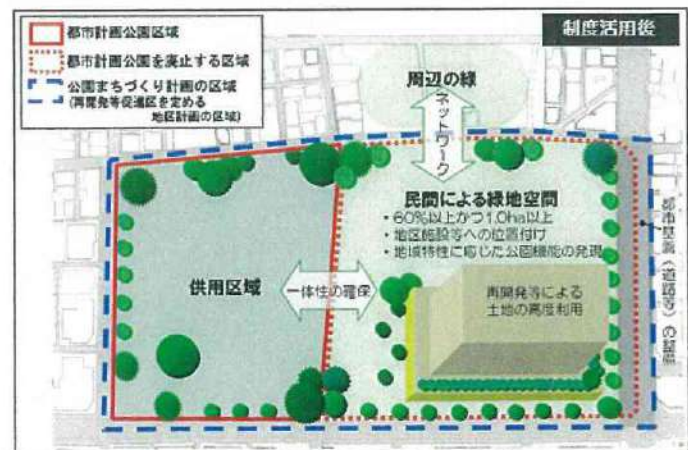 制度活用後
都市計画公園区域
都市計画公園を廃止する区域
公園まちづくり計画の区域
(再開発等促進区を定める
地区計画の区域)
周辺の緑
ネットワーク
民間による緑地空間
・60%以上かつ1.0ha以上
・地区施設等への位置付け
・地域特性に応じた公園機能の発現
供用区域
一体性の確保
再開発等による
土地の高度利用
都市基盤(道路等)の整備